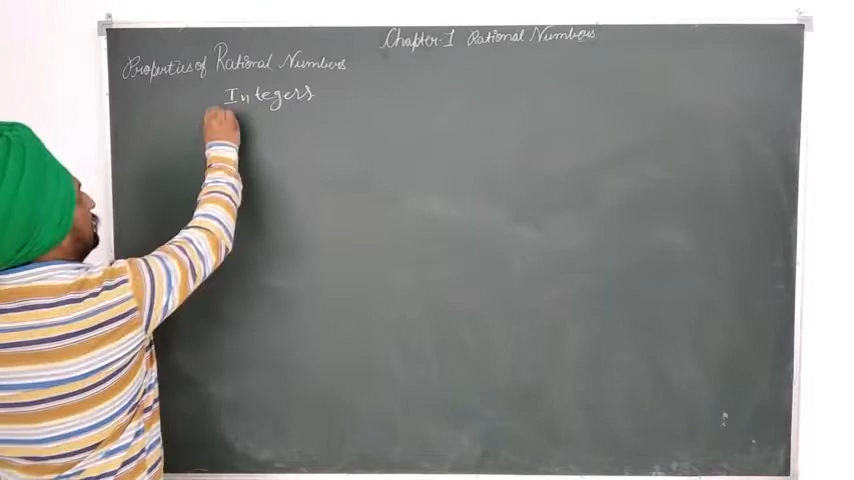 Chapter-1 Rational Numbers
Properties of Rational Numbers
Integers